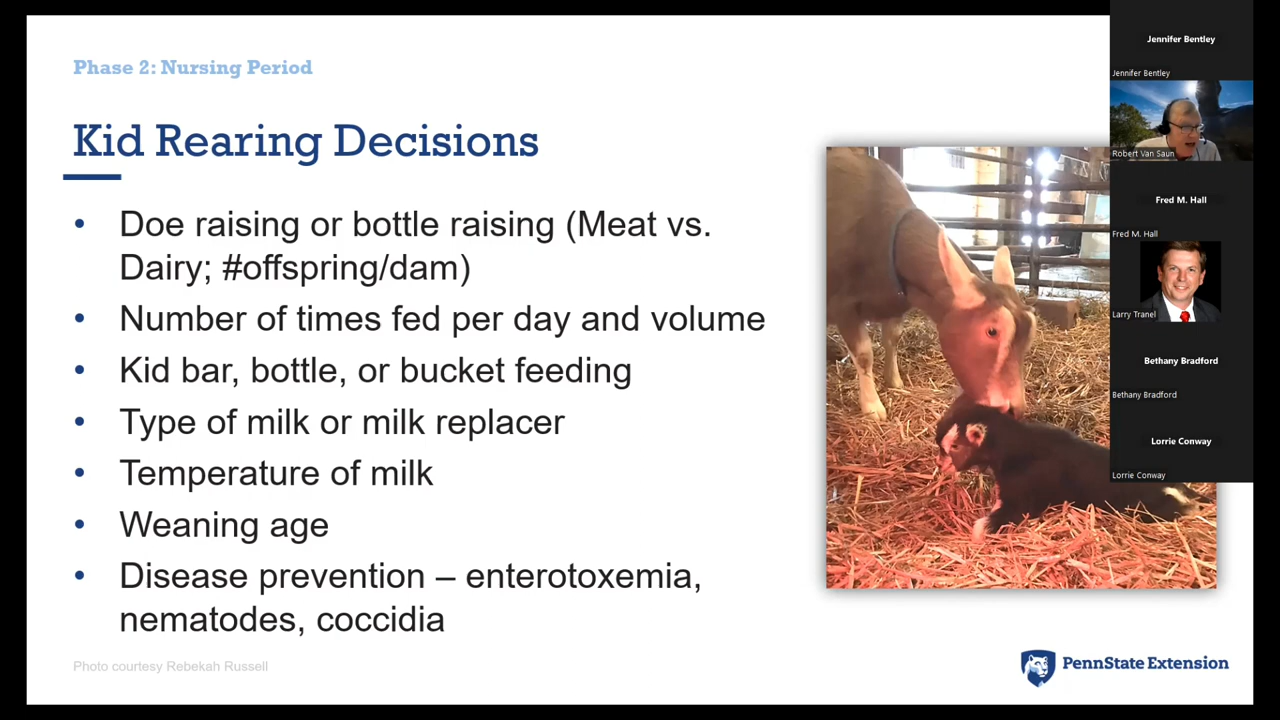 Phase 2: Nursing Period
Kid Rearing Decisions
• Doe raising or bottle raising (Meat vs.
Dairy; #offspring/dam)
• Number of times fed per day and volume
• Kid bar, bottle, or bucket feeding
• Type of milk or milk replacer
• Temperature of milk
• Weaning age
• Disease prevention – enterotoxemia,
nematodes, coccidia
Photo courtesy Rebekah Russell
PennState Extension
Jennifer Bentley
Jennifer Bentley
Robert Van Saun
Fred M. Hall
Fred M. Hall
Larry Tranel
Bethany Bradford
Bethany Bradford
Lorrie Conway
Lorrie Conway